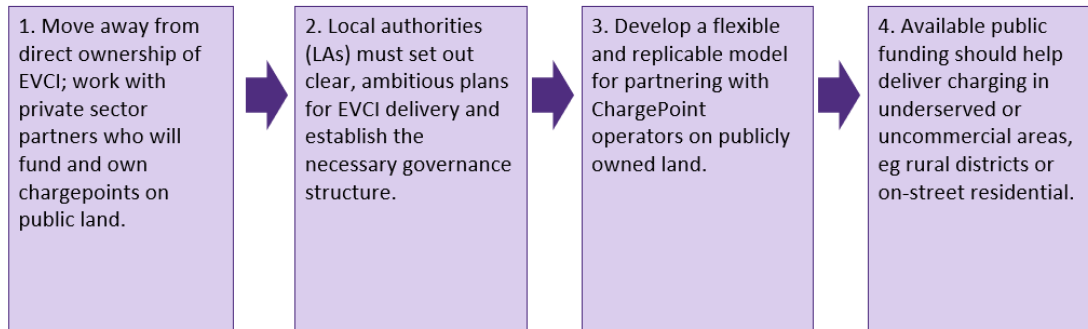 1. Move away from
direct ownership of
EVCI; work with
private sector
partners who will
fund and own
chargepoints on
public land.
2. Local authorities
(LAs) must set out
clear, ambitious plans
for EVCI delivery and
establish the
necessary governance
structure.
3. Develop a flexible
and replicable model
for partnering with
ChargePoint
operators on publicly
owned land.
4. Available public
funding should help
deliver charging in
underserved or
uncommercial areas,
eg rural districts or
on-street residential.